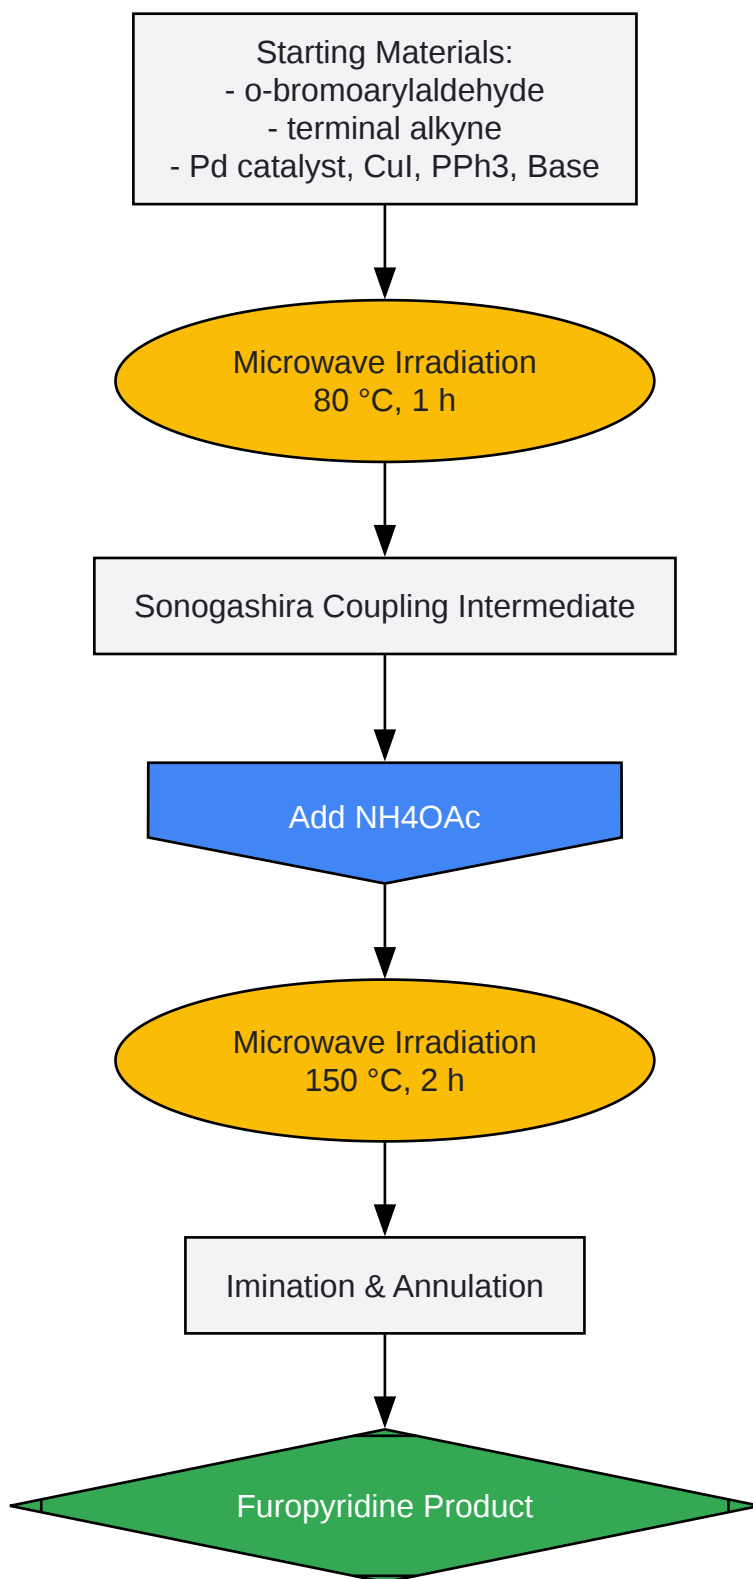 Starting Materials:
- o-bromoarylaldehyde
- terminal alkyne
- Pd catalyst, CuI, PPh3, Base
Microwave Irradiation
80 °C, 1 h
Sonogashira Coupling Intermediate
Add NH4OAc
Microwave Irradiation
150 °C, 2 h
Imination & Annulation
Furopyridine Product